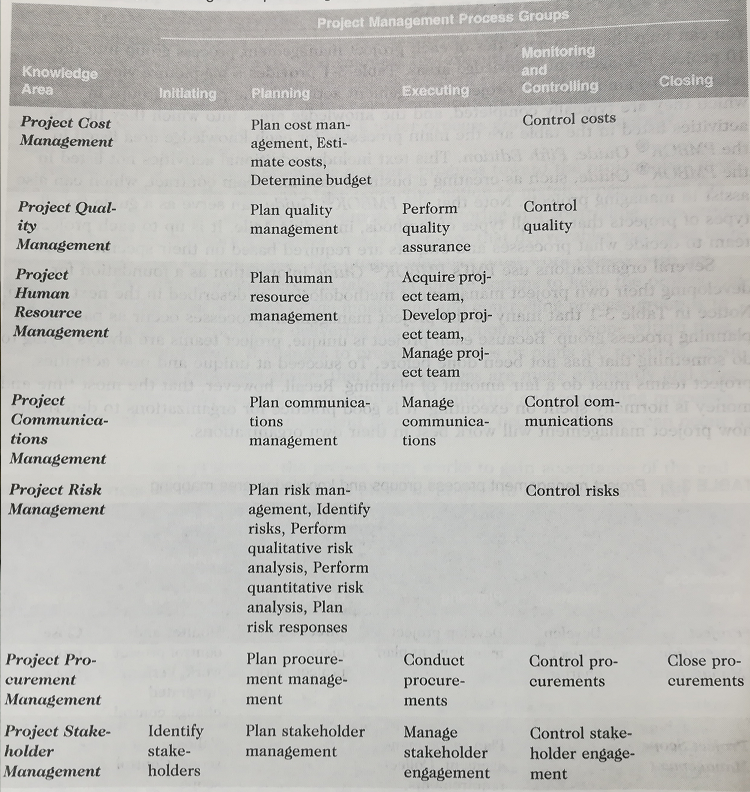 Project Management Process Groups
Knowledge
Area
Initiating
Planning
Executing
Monitoring
and
Controlling
Closing
Project Cost
Management
Plan cost man-
agement, Esti-
mate costs,
Determine budget
Control costs
Project Qual-
ity
Management
Plan quality
management
Perform
quality
assurance
Control
quality
Project
Human
Resource
Management
Plan human
resource
management
Acquire proj-
ect team,
Develop proj-
ect team,
Manage proj-
ect team
Project
Communica-
tions
Management
Plan communica-
tions
management
Manage
communica-
tions
Control com-
munications
Project Risk
Management
Plan risk man-
agement, Identify
risks, Perform
qualitative risk
analysis, Perform
quantitative risk
analysis, Plan
risk responses
Control risks
Project Pro-
curement
Management
Plan procure-
ment manage-
ment
Conduct
procure-
ments
Control pro-
curements
Close pro-
curements
Project Stake-
holder
Management
Identify
stake-
holders
Plan stakeholder
management
Manage
stakeholder
engagement
Control stake-
holder engage-
ment